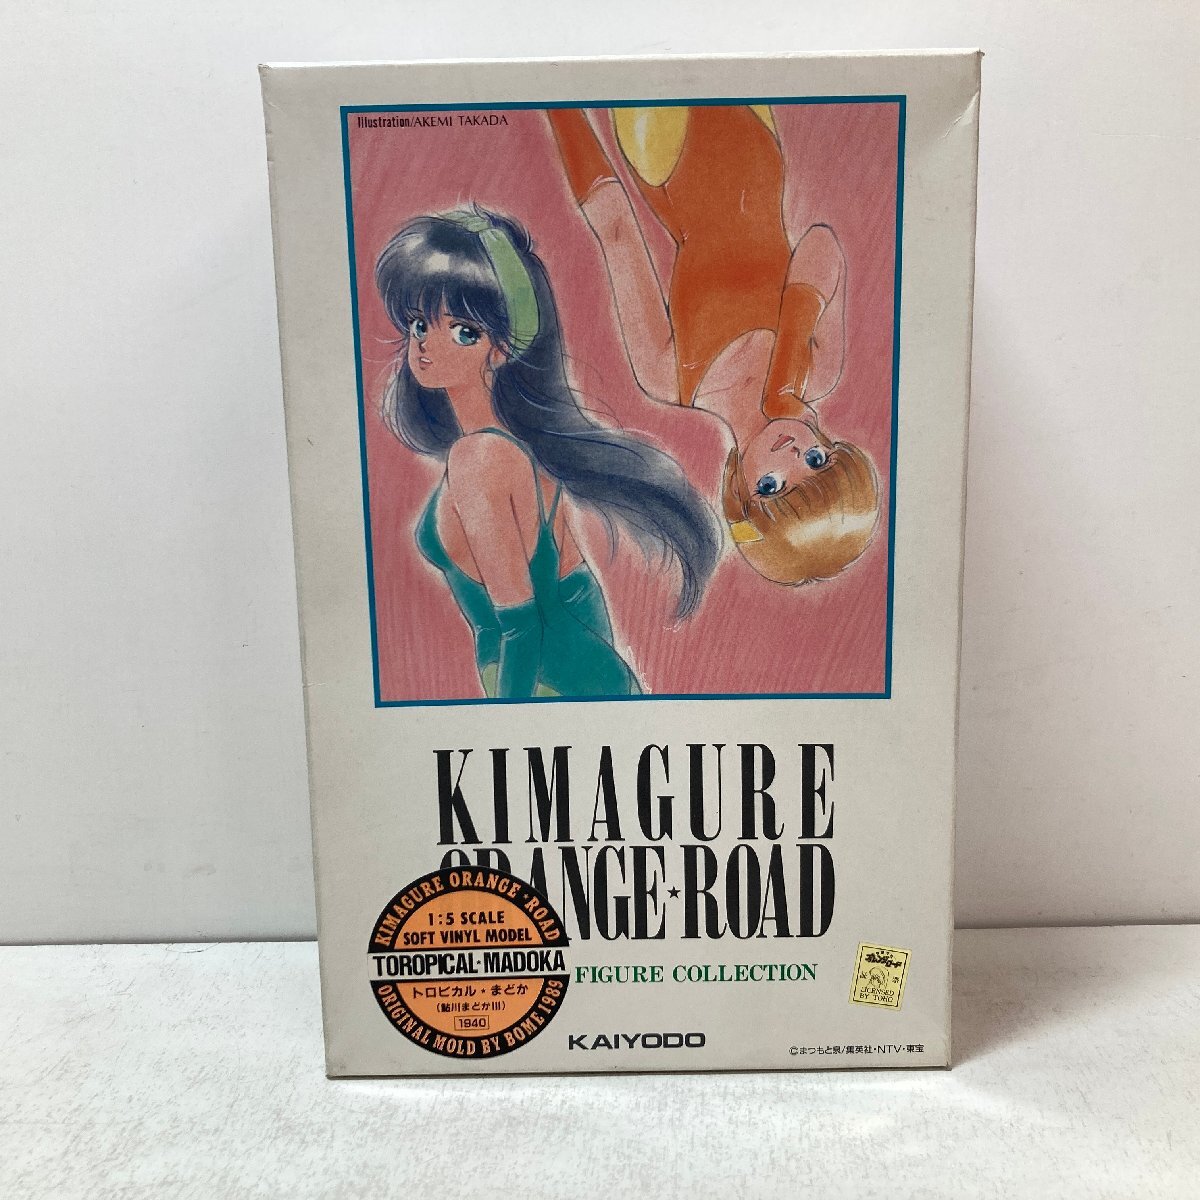 Illustration/AKEMI TAKADA
KIMAGURE
ORANGE★ROAD
KIMAGURE ORANGE★ROAD
1:5 SCALE
SOFT VINYL MODEL
TOROPICAL★MADOKA
トロピカル★まどか
(鮎川まどかIII)
1940
ORIGINAL MOLD BY BOME 1989
FIGURE COLLECTION
LICENSED
BY TOHO
KAIYODO
©まつもと泉/集英社・NTV・東宝